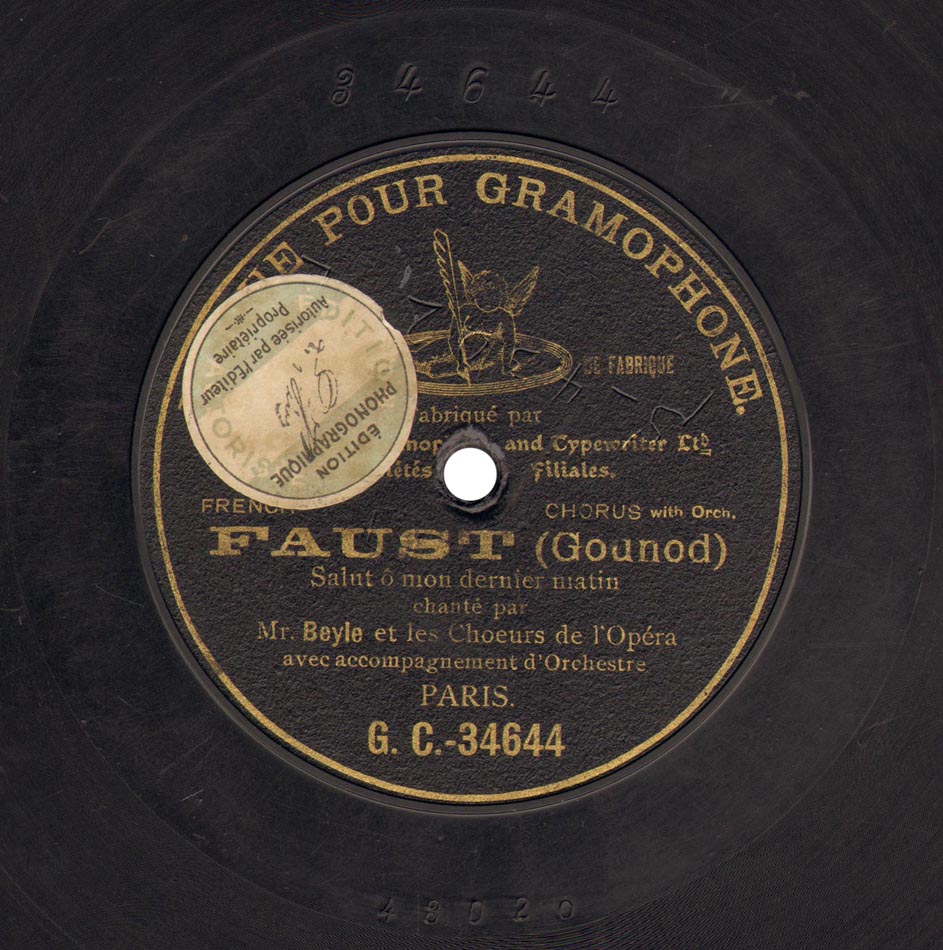 34644
POUR GRAMOPHONE.
DE FABRIQUE
abriqué par
and Typewriter Ltd
Filiales.
CHORUS with Orch.
FAUST (Gounod)
Salut ô mon dernier matin
chanté par
Mr. Beyle et les Choeurs de l'Opéra
avec accompagnement d'Orchestre
PARIS.
G. C.-34644
ÉDITION
PHONOGRAPHIQUE
Autorisée par l'Editeur
Propriétaire
43020